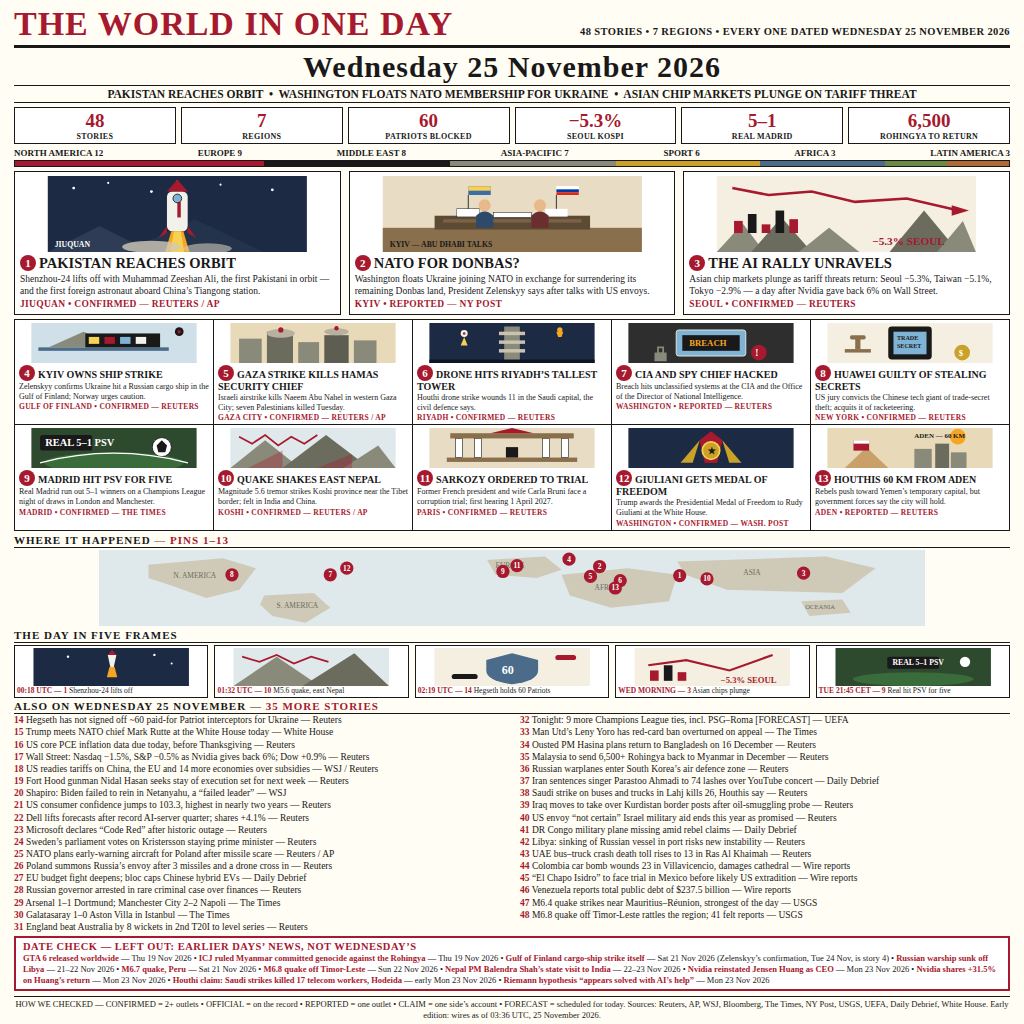 THE WORLD IN ONE DAY
48 STORIES • 7 REGIONS • EVERY ONE DATED WEDNESDAY 25 NOVEMBER 2026
Wednesday 25 November 2026
PAKISTAN REACHES ORBIT • WASHINGTON FLOATS NATO MEMBERSHIP FOR UKRAINE • ASIAN CHIP MARKETS PLUNGE ON TARIFF THREAT
48
STORIES
7
REGIONS
60
PATRIOTS BLOCKED
−5.3%
SEOUL KOSPI
5–1
REAL MADRID
6,500
ROHINGYA TO RETURN
NORTH AMERICA 12
EUROPE 9
MIDDLE EAST 8
ASIA-PACIFIC 7
SPORT 6
AFRICA 3
LATIN AMERICA 3
JIUQUAN
1 PAKISTAN REACHES ORBIT
Shenzhou-24 lifts off with Muhammad Zeeshan Ali, the first Pakistani in orbit —
and the first foreign astronaut aboard China's Tiangong station.
JIUQUAN • CONFIRMED — REUTERS / AP
KYIV — ABU DHABI TALKS
2 NATO FOR DONBAS?
Washington floats Ukraine joining NATO in exchange for surrendering its
remaining Donbas land, President Zelenskyy says after talks with US envoys.
KYIV • REPORTED — NY POST
−5.3% SEOUL
3 THE AI RALLY UNRAVELS
Asian chip markets plunge as tariff threats return: Seoul −5.3%, Taiwan −5.1%,
Tokyo −2.9% — a day after Nvidia gave back 6% on Wall Street.
SEOUL • CONFIRMED — REUTERS
4 KYIV OWNS SHIP STRIKE
Zelenskyy confirms Ukraine hit a Russian cargo ship in the
Gulf of Finland; Norway urges caution.
GULF OF FINLAND • CONFIRMED — REUTERS
5 GAZA STRIKE KILLS HAMAS
SECURITY CHIEF
Israeli airstrike kills Naeem Abu Nahel in western Gaza
City; seven Palestinians killed Tuesday.
GAZA CITY • CONFIRMED — REUTERS / AP
6 DRONE HITS RIYADH'S TALLEST
TOWER
Houthi drone strike wounds 11 in the Saudi capital, the
civil defence says.
RIYADH • CONFIRMED — REUTERS
BREACH
!
7 CIA AND SPY CHIEF HACKED
Breach hits unclassified systems at the CIA and the Office
of the Director of National Intelligence.
WASHINGTON • REPORTED — REUTERS
TRADE
SECRET
$
8 HUAWEI GUILTY OF STEALING
SECRETS
US jury convicts the Chinese tech giant of trade-secret
theft; acquits it of racketeering.
NEW YORK • CONFIRMED — REUTERS
REAL 5–1 PSV
9 MADRID HIT PSV FOR FIVE
Real Madrid run out 5–1 winners on a Champions League
night of draws in London and Manchester.
MADRID • CONFIRMED — THE TIMES
10 QUAKE SHAKES EAST NEPAL
Magnitude 5.6 tremor strikes Koshi province near the Tibet
border; felt in India and China.
KOSHI • CONFIRMED — REUTERS / AP
11 SARKOZY ORDERED TO TRIAL
Former French president and wife Carla Bruni face a
corruption trial; first hearing 1 April 2027.
PARIS • CONFIRMED — REUTERS
12 GIULIANI GETS MEDAL OF
FREEDOM
Trump awards the Presidential Medal of Freedom to Rudy
Giuliani at the White House.
WASHINGTON • CONFIRMED — WASH. POST
ADEN — 60 KM
13 HOUTHIS 60 KM FROM ADEN
Rebels push toward Yemen's temporary capital, but
government forces say the city will hold.
ADEN • REPORTED — REUTERS
WHERE IT HAPPENED — PINS 1–13
N. AMERICA
S. AMERICA
ASIA
OCEANIA
8
7
12
9
11
4
2
5
6
13
1
10
3
THE DAY IN FIVE FRAMES
00:18 UTC — 1 Shenzhou-24 lifts off
01:32 UTC — 10 M5.6 quake, east Nepal
60
02:19 UTC — 14 Hegseth holds 60 Patriots
−5.3% SEOUL
WED MORNING — 3 Asian chips plunge
REAL 5–1 PSV
TUE 21:45 CET — 9 Real hit PSV for five
ALSO ON WEDNESDAY 25 NOVEMBER — 35 MORE STORIES
14 Hegseth has not signed off ~60 paid-for Patriot interceptors for Ukraine — Reuters
15 Trump meets NATO chief Mark Rutte at the White House today — White House
16 US core PCE inflation data due today, before Thanksgiving — Reuters
17 Wall Street: Nasdaq −1.5%, S&P −0.5% as Nvidia gives back 6%; Dow +0.9% — Reuters
18 US readies tariffs on China, the EU and 14 more economies over subsidies — WSJ / Reuters
19 Fort Hood gunman Nidal Hasan seeks stay of execution set for next week — Reuters
20 Shapiro: Biden failed to rein in Netanyahu, a "failed leader" — WSJ
21 US consumer confidence jumps to 103.3, highest in nearly two years — Reuters
22 Dell lifts forecasts after record AI-server quarter; shares +4.1% — Reuters
23 Microsoft declares "Code Red" after historic outage — Reuters
24 Sweden's parliament votes on Kristersson staying prime minister — Reuters
25 NATO plans early-warning aircraft for Poland after missile scare — Reuters / AP
26 Poland summons Russia's envoy after 3 missiles and a drone cross in — Reuters
27 EU budget fight deepens; bloc caps Chinese hybrid EVs — Daily Brief
28 Russian governor arrested in rare criminal case over finances — Reuters
29 Arsenal 1–1 Dortmund; Manchester City 2–2 Napoli — The Times
30 Galatasaray 1–0 Aston Villa in Istanbul — The Times
31 England beat Australia by 8 wickets in 2nd T20I to level series — Reuters
32 Tonight: 9 more Champions League ties, incl. PSG–Roma [FORECAST] — UEFA
33 Man Utd's Leny Yoro has red-card ban overturned on appeal — The Times
34 Ousted PM Hasina plans return to Bangladesh on 16 December — Reuters
35 Malaysia to send 6,500+ Rohingya back to Myanmar in December — Reuters
36 Russian warplanes enter South Korea's air defence zone — Reuters
37 Iran sentences singer Parastoo Ahmadi to 74 lashes over YouTube concert — Daily Brief
38 Saudi strike on buses and trucks in Lahj kills 26, Houthis say — Reuters
39 Iraq moves to take over Kurdistan border posts after oil-smuggling probe — Reuters
40 US envoy "not certain" Israel military aid ends this year as promised — Reuters
41 DR Congo military plane missing amid rebel claims — Daily Brief
42 Libya: sinking of Russian vessel in port risks new instability — Reuters
43 UAE bus–truck crash death toll rises to 13 in Ras Al Khaimah — Reuters
44 Colombia car bomb wounds 23 in Villavicencio, damages cathedral — Wire reports
45 "El Chapo Isidro" to face trial in Mexico before likely US extradition — Wire reports
46 Venezuela reports total public debt of $237.5 billion — Wire reports
47 M6.4 quake strikes near Mauritius–Réunion, strongest of the day — USGS
48 M6.8 quake off Timor-Leste rattles the region; 41 felt reports — USGS
DATE CHECK — LEFT OUT: EARLIER DAYS' NEWS, NOT WEDNESDAY'S
GTA 6 released worldwide — Thu 19 Nov 2026 • ICJ ruled Myanmar committed genocide against the Rohingya — Thu 19 Nov 2026 • Gulf of Finland cargo-ship strike itself — Sat 21 Nov 2026 (Zelenskyy's confirmation, Tue 24 Nov, is story 4) • Russian warship sunk off
Libya — 21–22 Nov 2026 • M6.7 quake, Peru — Sat 21 Nov 2026 • M6.8 quake off Timor-Leste — Sun 22 Nov 2026 • Nepal PM Balendra Shah's state visit to India — 22–23 Nov 2026 • Nvidia reinstated Jensen Huang as CEO — Mon 23 Nov 2026 • Nvidia shares +31.5%
on Huang's return — Mon 23 Nov 2026 • Houthi claim: Saudi strikes killed 17 telecom workers, Hodeida — early Mon 23 Nov 2026 • Riemann hypothesis "appears solved with AI's help" — Mon 23 Nov 2026
HOW WE CHECKED — CONFIRMED = 2+ outlets • OFFICIAL = on the record • REPORTED = one outlet • CLAIM = one side's account • FORECAST = scheduled for today. Sources: Reuters, AP, WSJ, Bloomberg, The Times, NY Post, USGS, UEFA, Daily Brief, White House. Early
edition: wires as of 03:36 UTC, 25 November 2026.